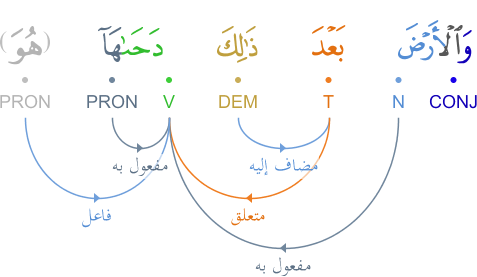 وَٱلْأَرْضَ بَعْدَ ذَٰلِكَ دَحَىٰهَآ (هُوَ)
CONJ N T DEM V PRON PRON
مفعول به مضاف إليه
فاعل متعلق
مفعول به